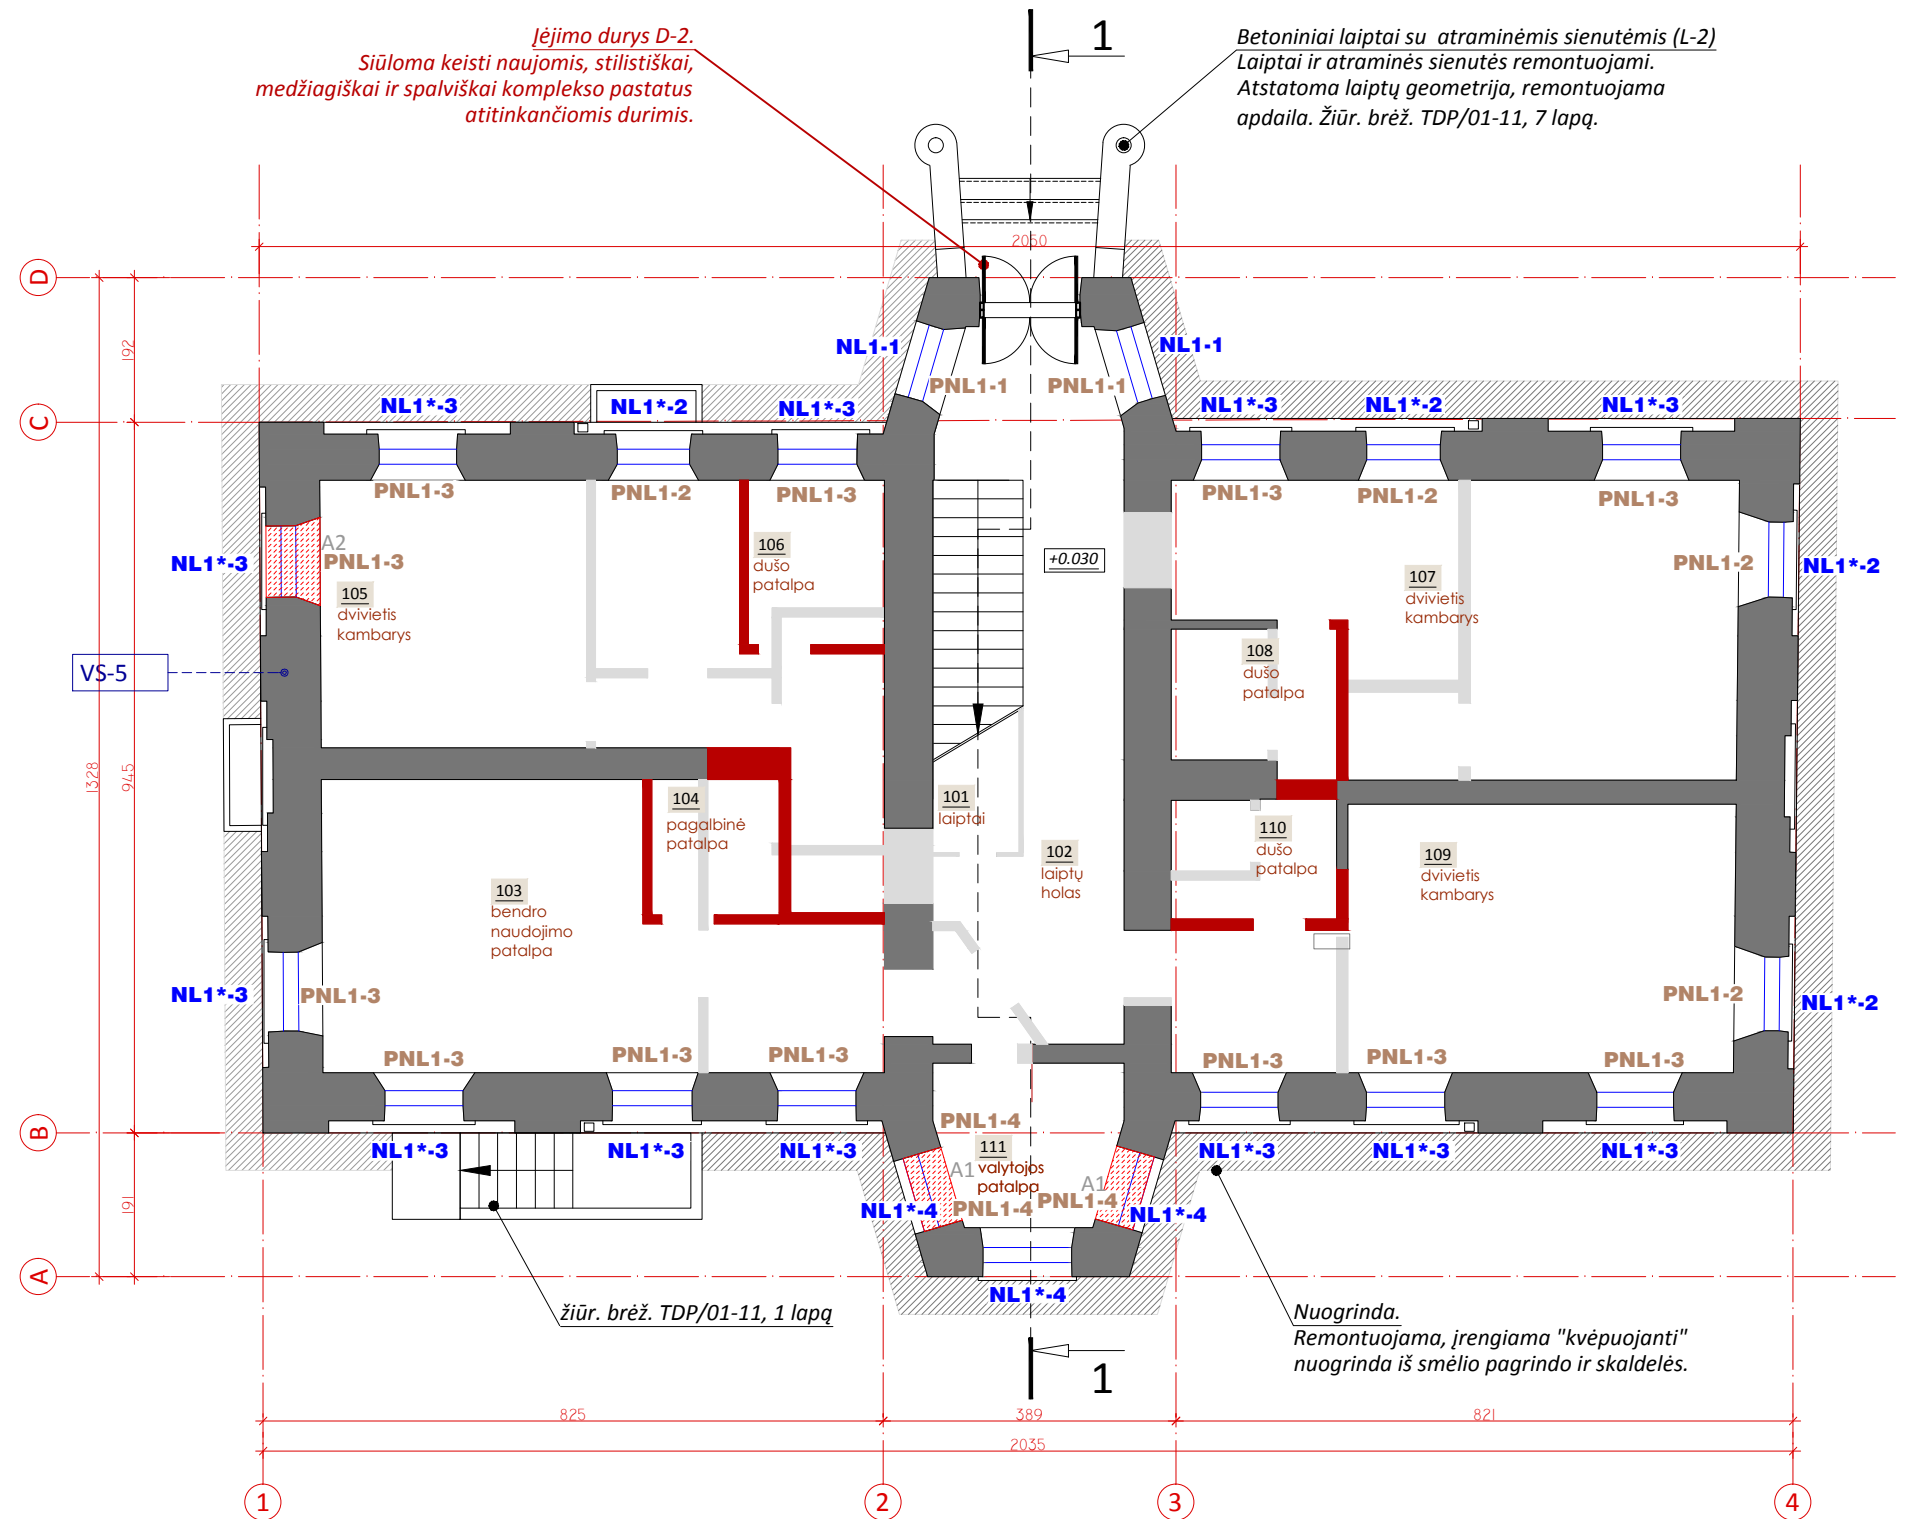 Įėjimo durys D-2.
Siūloma keisti naujomis, stilistiškai,
medžiagiškai ir spalviškai komplekso pastatus
atitinkančiomis durimis.
1
Betoniniai laiptai su atraminėmis sienutėmis (L-2)
Laiptai ir atraminės sienutės remontuojami.
Atstatoma laiptų geometrija, remontuojama
apdaila. Žiūr. brėž. TDP/01-11, 7 lapą.
2050
D
192
NL1-1
NL1-1
PNL1-1
PNL1-1
C
NL1*-3
NL1*-2
NL1*-3
NL1*-3
NL1*-2
NL1*-3
PNL1-3
PNL1-2
PNL1-3
PNL1-3
PNL1-2
PNL1-3
A2
NL1*-3
PNL1-3
105
dvivietis
kambarys
106
dušo
patalpa
+0.030
107
dvivietis
kambarys
PNL1-2
NL1*-2
VS-5
108
dušo
patalpa
1328
945
104
pagalbinė
patalpa
101
laiptai
102
laiptų
holas
110
dušo
patalpa
109
dvivietis
kambarys
103
bendro
naudojimo
patalpa
NL1*-3
PNL1-3
PNL1-2
NL1*-2
PNL1-3
PNL1-3
PNL1-3
PNL1-3
PNL1-3
PNL1-3
B
PNL1-4
NL1*-3
NL1*-3
NL1*-3
NL1*-3
NL1*-3
NL1*-3
111
valytojos
patalpa
A1
A1
PNL1-4
PNL1-4
NL1*-4
NL1*-4
191
A
NL1*-4
žiūr. brėž. TDP/01-11, 1 lapą
Nuogrinda.
Remontuojama, įrengiama "kvėpuojanti"
nuogrinda iš smėlio pagrindo ir skaldelės.
1
825
389
821
2035
1
2
3
4